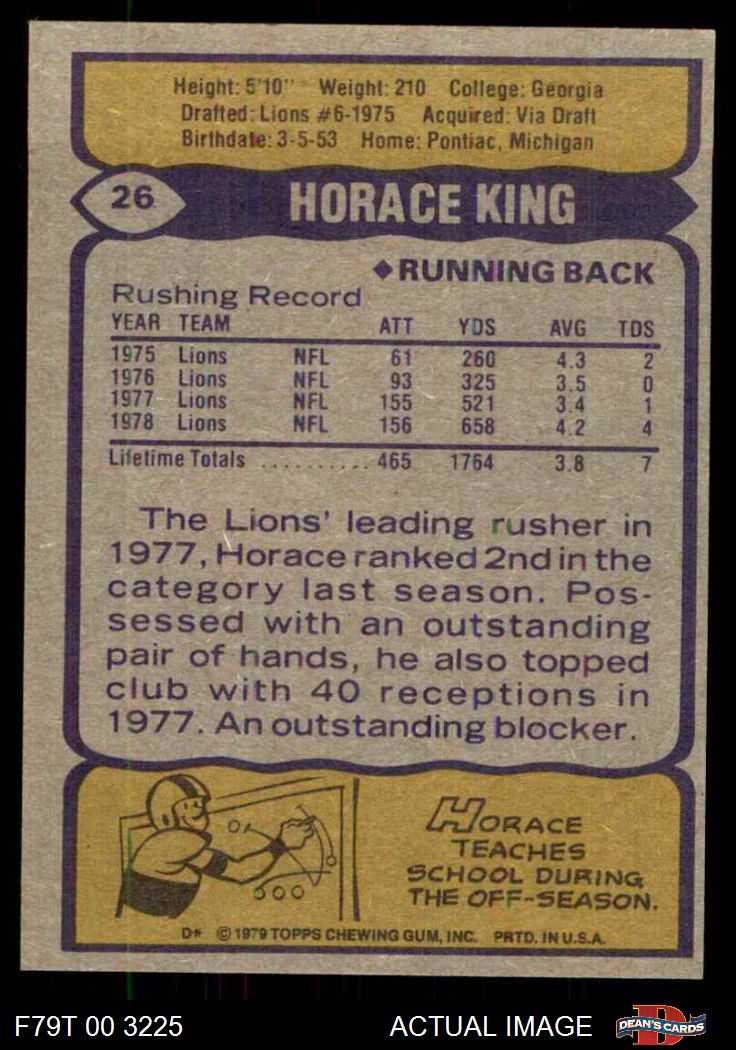 Height: 5'10" Weight: 210 College: Georgia
Drafted: Lions #6-1975 Acquired: Via Draft
Birthdate: 3-5-53 Home: Pontiac, Michigan
26 HORACE KING
◆RUNNING BACK
Rushing Record
YEAR TEAM ATT YDS AVG TDS
1975 Lions NFL 61 260 4.3 2
1976 Lions NFL 93 325 3.5 0
1977 Lions NFL 155 521 3.4 1
1978 Lions NFL 156 658 4.2 4
Lifetime Totals .......... 465 1764 3.8 7
The Lions' leading rusher in
1977, Horace ranked 2nd in the
category last season. Pos-
sessed with an outstanding
pair of hands, he also topped
club with 40 receptions in
1977. An outstanding blocker.
HORACE
TEACHES
SCHOOL DURING
THE OFF-SEASON.
D* © 1979 TOPPS CHEWING GUM, INC. PRTD. IN U.S.A.
F79T 00 3225 ACTUAL IMAGE D DEAN'S CARDS